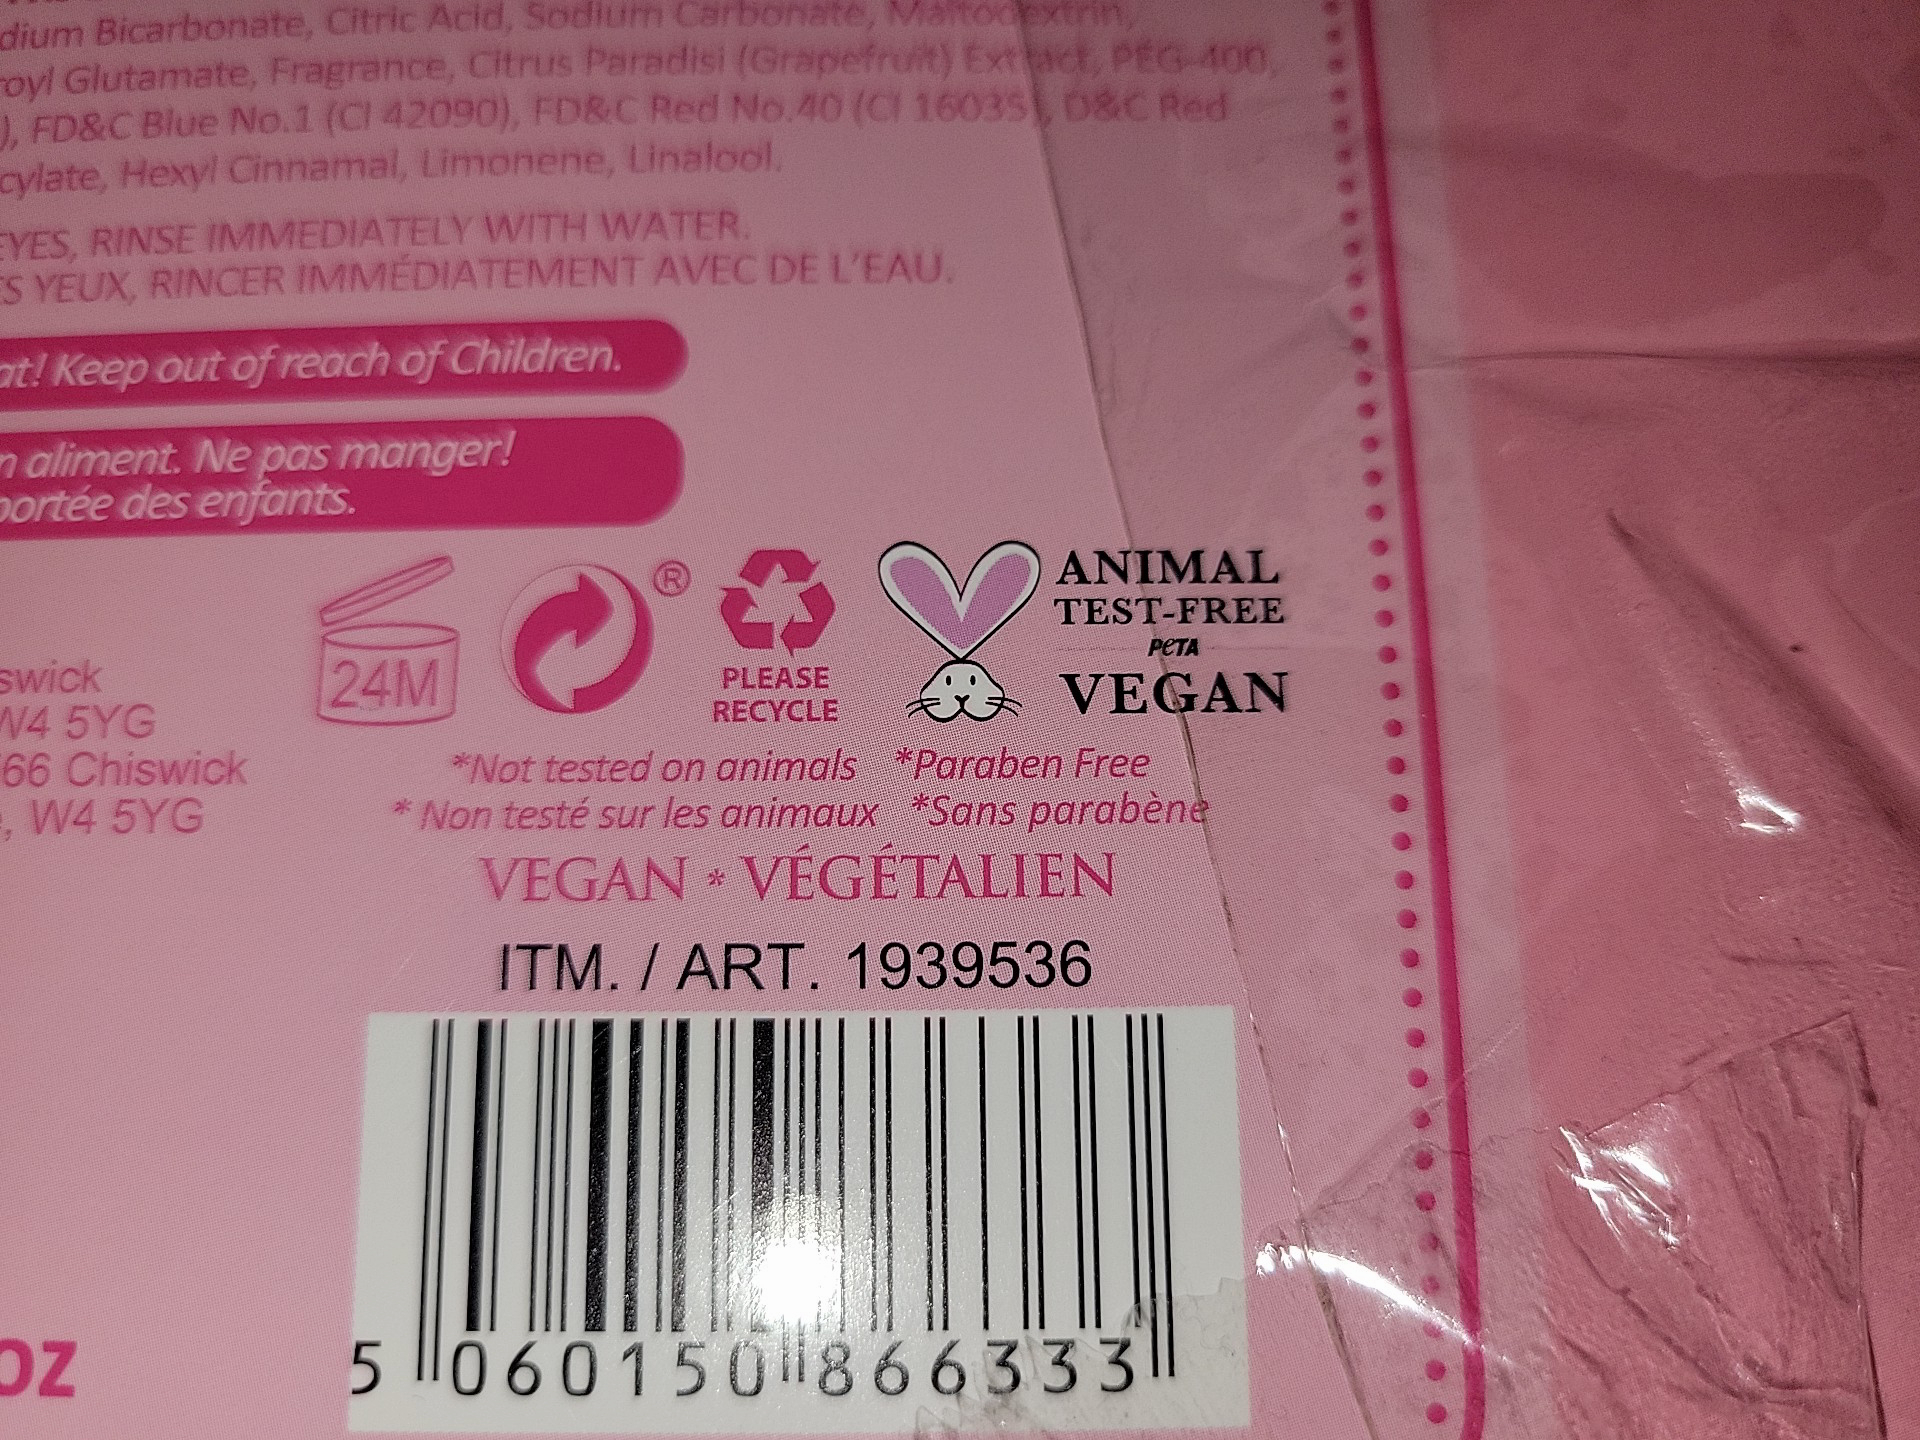 dium Bicarbonate, Citric Acid, Sodium Carbonate, Maltodextrin,
royl Glutamate, Fragrance, Citrus Paradisi (Grapefruit) Extract, PEG-400,
), FD&C Blue No.1 (CI 42090), FD&C Red No.40 (CI 16035), D&C Red
cylate, Hexyl Cinnamal, Limonene, Linalool.
EYES, RINSE IMMEDIATELY WITH WATER.
ES YEUX, RINCER IMMÉDIATEMENT AVEC DE L'EAU.
at! Keep out of reach of Children.
n aliment. Ne pas manger!
portée des enfants.
24M
®
PLEASE
RECYCLE
ANIMAL
TEST-FREE
PeTA
VEGAN
swick
W4 5YG
66 Chiswick
, W4 5YG
*Not tested on animals *Paraben Free
* Non testé sur les animaux *Sans parabène
VEGAN * VÉGÉTALIEN
ITM. / ART. 1939536
5 060150 866333
OZ